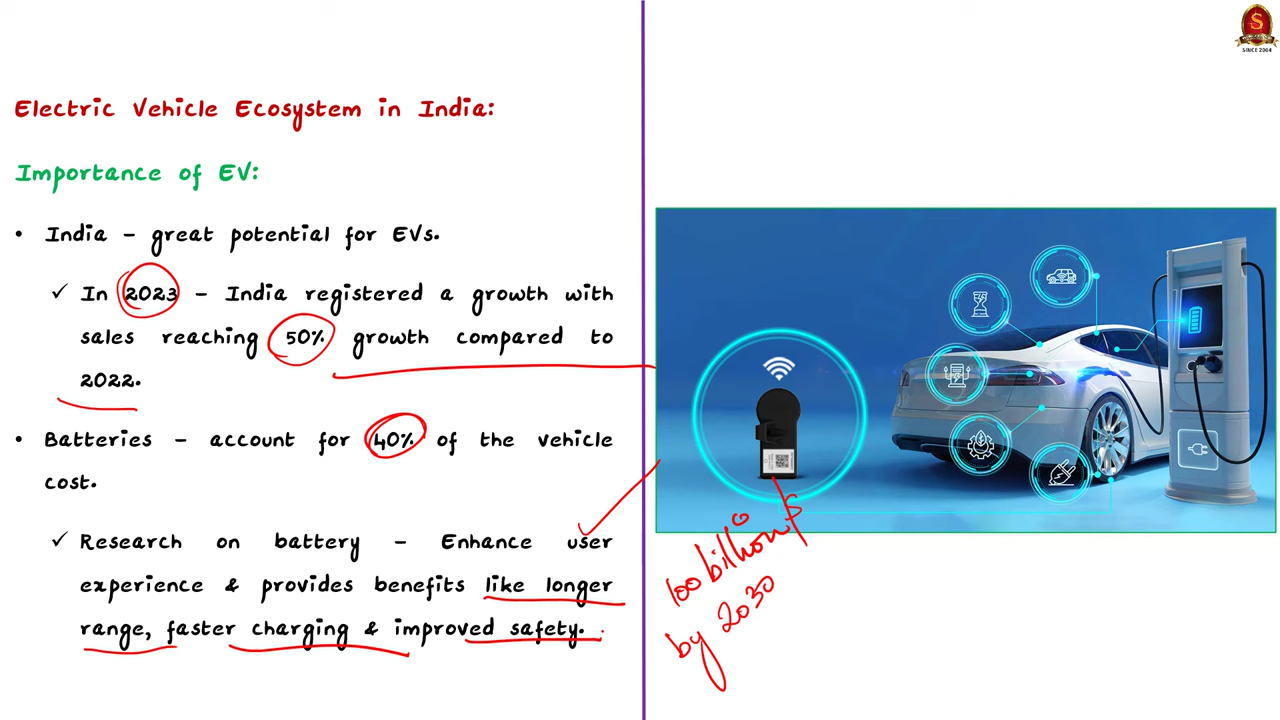 Electric Vehicle Ecosystem in India:
Importance of EV:
• India – great potential for EVs.
✓ In 2023 – India registered a growth with
sales reaching 50% growth compared to
2022.
• Batteries – account for 40% of the vehicle
cost.
✓ Research on battery – Enhance user
experience & provides benefits like longer
range, faster charging & improved safety.
S
SINCE 2004
100 billion $
by 2030